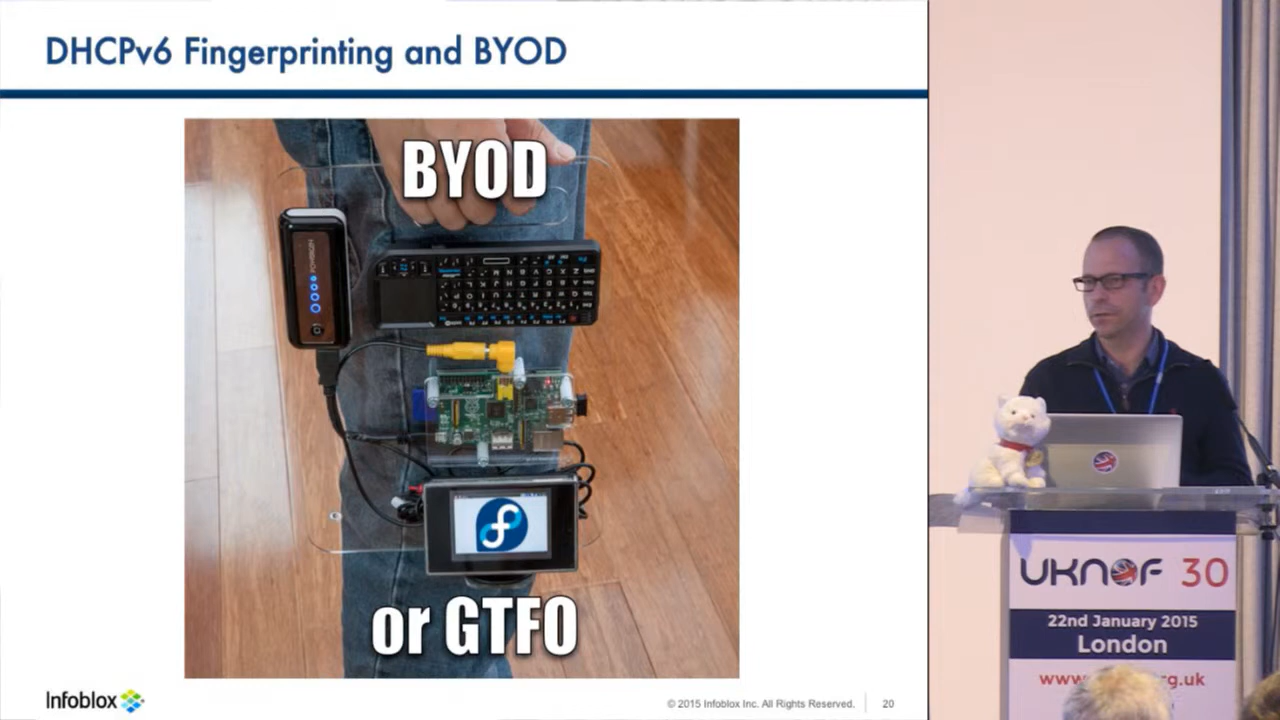 DHCPv6 Fingerprinting and BYOD
BYOD
or GTFO
Infoblox
© 2015 Infoblox Inc. All Rights Reserved.
20
UKNOF 30
22nd January 2015
London